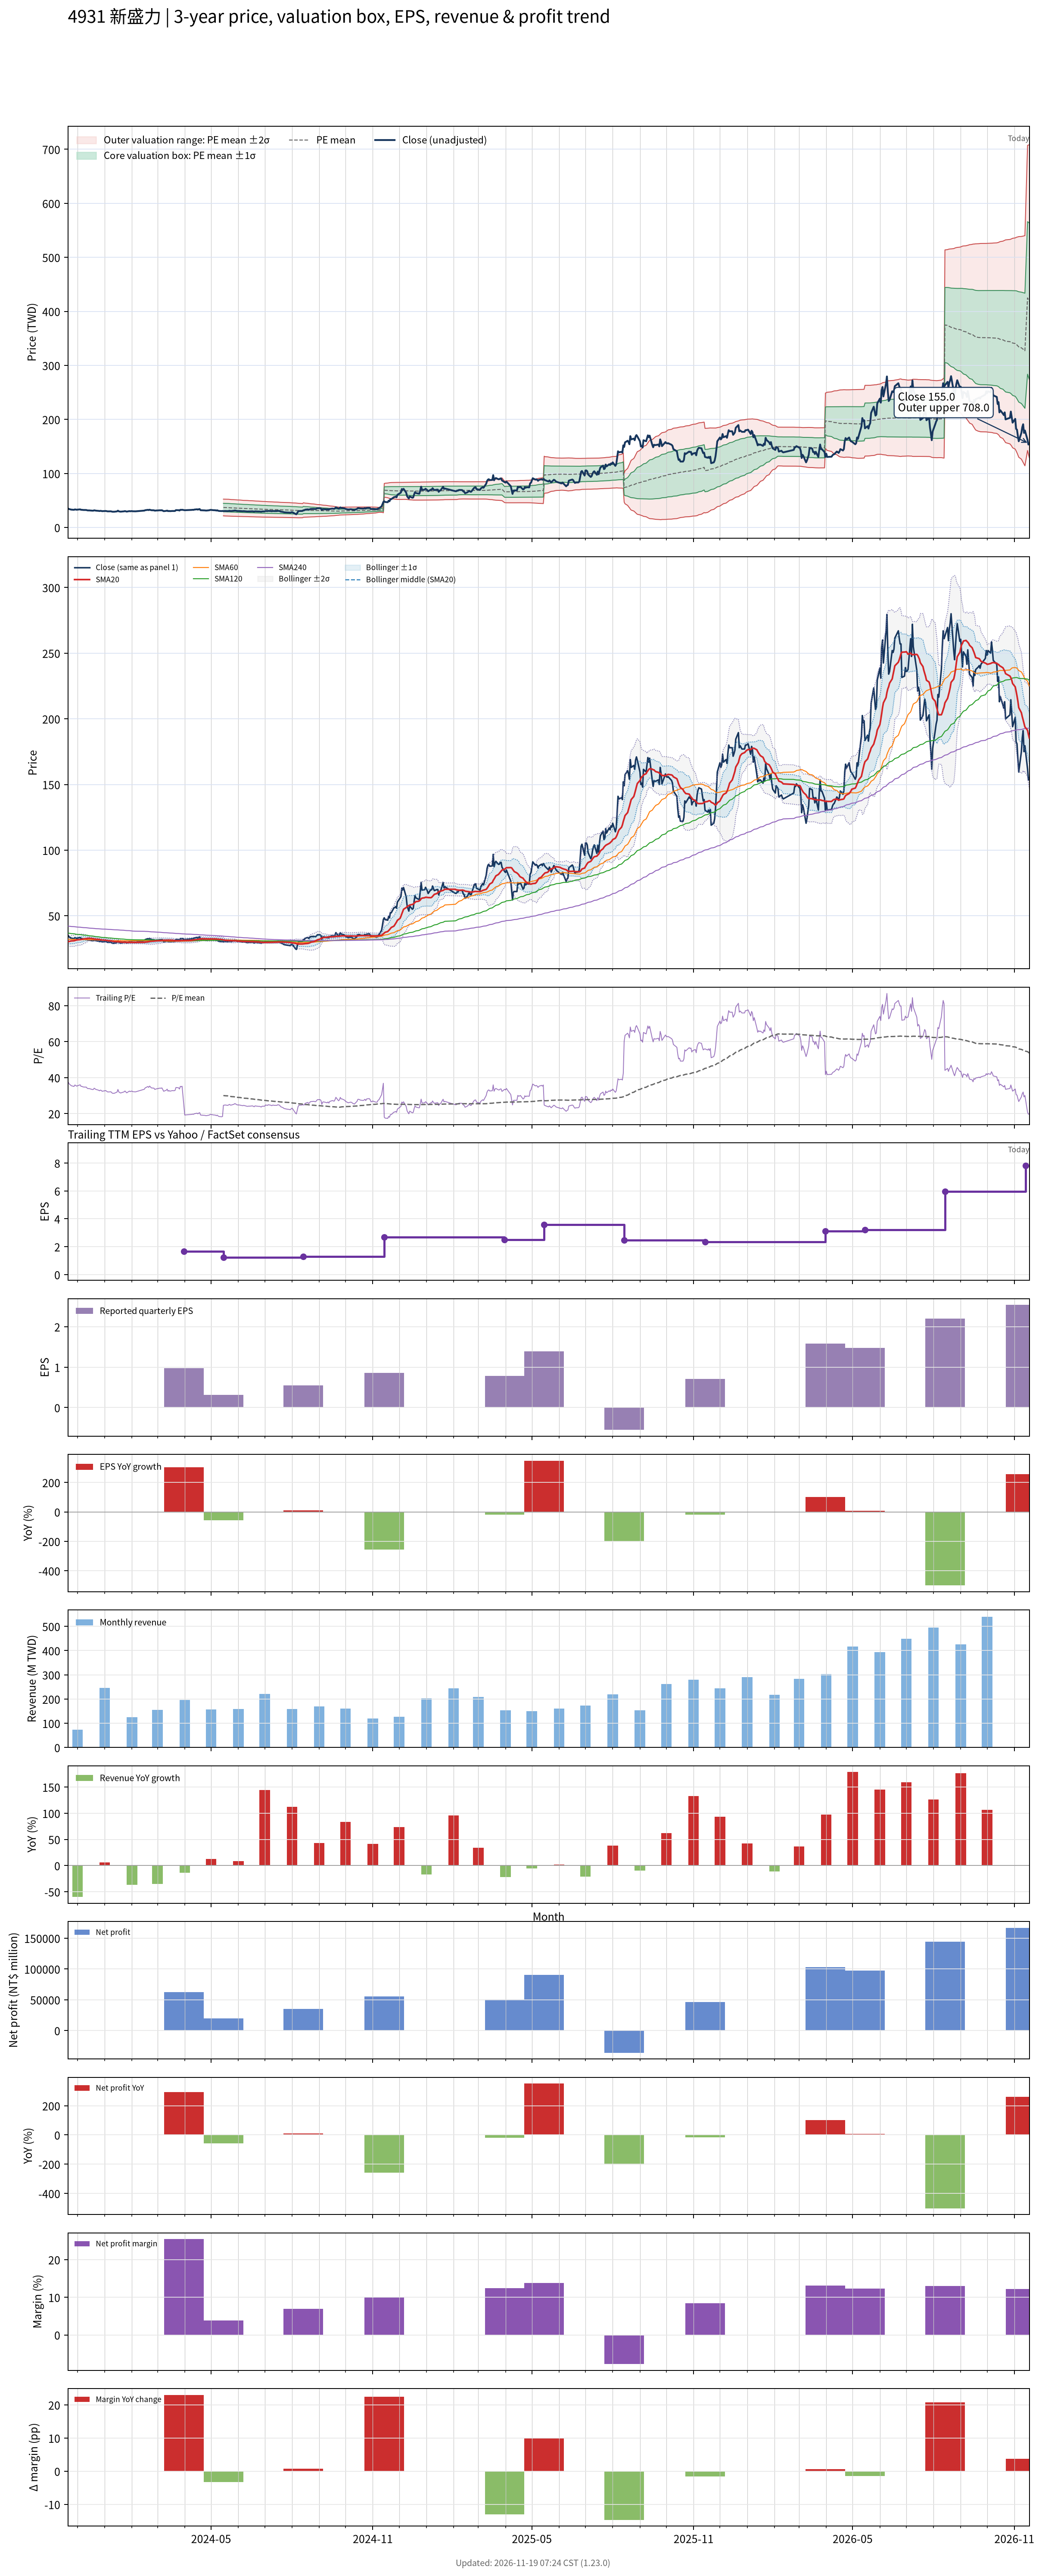 4931 新盛力 | 3-year price, valuation box, EPS, revenue & profit trend
Outer valuation range: PE mean ±2σ
PE mean
Close (unadjusted)
Core valuation box: PE mean ±1σ
Today
Price (TWD)
700
600
500
400
300
200
100
0
Close 155.0
Outer upper 708.0
Close (same as panel 1)
SMA60
SMA240
Bollinger ±1σ
SMA20
SMA120
Bollinger ±2σ
Bollinger middle (SMA20)
Price
300
250
200
150
100
50
Trailing P/E
P/E mean
P/E
80
60
40
20
Trailing TTM EPS vs Yahoo / FactSet consensus
Today
EPS
8
6
4
2
0
Reported quarterly EPS
EPS
2
1
0
EPS YoY growth
YoY (%)
200
0
-200
-400
Monthly revenue
Revenue (M TWD)
500
400
300
200
100
0
Revenue YoY growth
YoY (%)
150
100
50
0
-50
Month
Net profit
Net profit (NT$ million)
150000
100000
50000
0
Net profit YoY
YoY (%)
200
0
-200
-400
Net profit margin
Margin (%)
20
10
0
Margin YoY change
Δ margin (pp)
20
10
0
-10
2024-05
2024-11
2025-05
2025-11
2026-05
2026-11
Updated: 2026-11-19 07:24 CST (1.23.0)